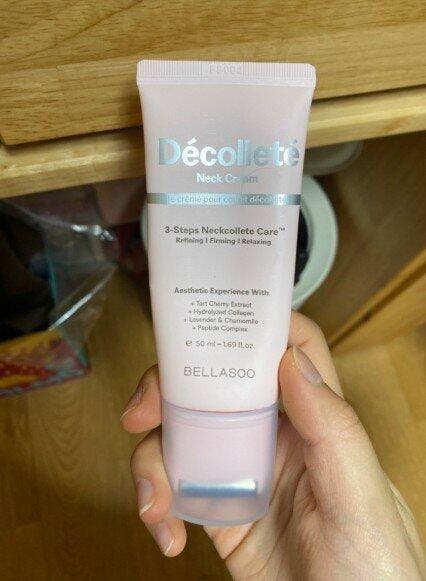 Décolleté
Neck Cream
3-Steps Neckcollete Care™
Refining | Firming | Relaxing
Aesthetic Experience With
+ Tart Cherry Extract
+ Hydrolyzed Collagen
+ Lavender & Chamomile
+ Peptide Complex
℮ 50 ml – 1.69 fl.oz.
BELLASOO